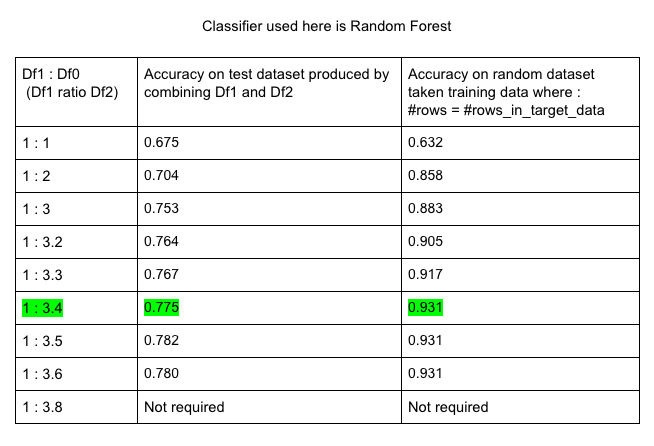 Classifier used here is Random Forest
Df1 : Df0
(Df1 ratio Df2)
Accuracy on test dataset produced by
combining Df1 and Df2
Accuracy on random dataset
taken training data where :
#rows = #rows_in_target_data
1 : 1 0.675 0.632
1 : 2 0.704 0.858
1 : 3 0.753 0.883
1 : 3.2 0.764 0.905
1 : 3.3 0.767 0.917
1 : 3.4 0.775 0.931
1 : 3.5 0.782 0.931
1 : 3.6 0.780 0.931
1 : 3.8 Not required Not required